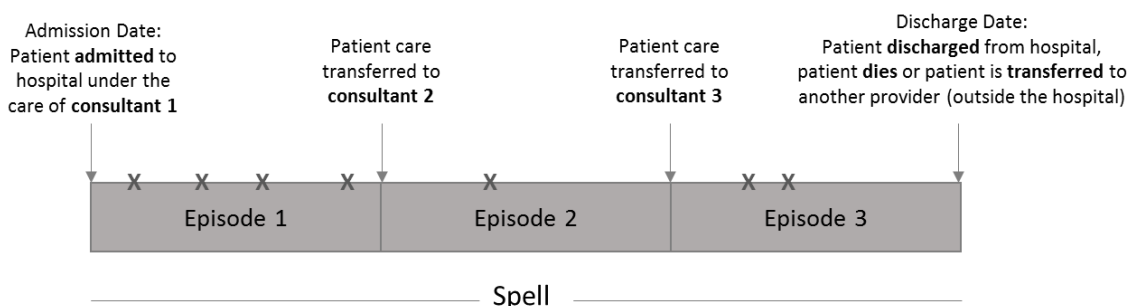 Admission Date:
Patient admitted to
hospital under the
care of consultant 1
Patient care
transferred to
consultant 2
Patient care
transferred to
consultant 3
Discharge Date:
Patient discharged from hospital,
patient dies or patient is transferred to
another provider (outside the hospital)
X X X X X X X
Episode 1 Episode 2 Episode 3
Spell